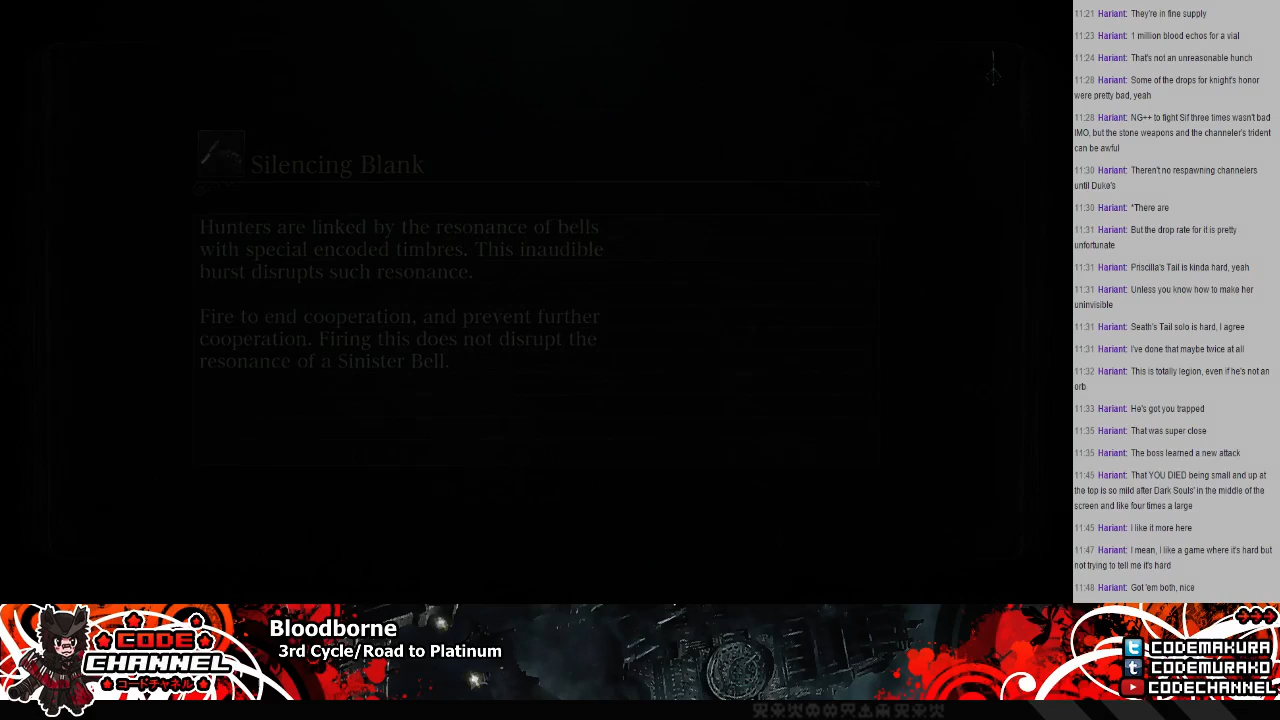 Silencing Blank
Hunters are linked by the resonance of bells
with special encoded timbres. This inaudible
burst disrupts such resonance.
Fire to end cooperation, and prevent further
cooperation. Firing this does not disrupt the
resonance of a Sinister Bell.
11:21 Hariant: They're in fine supply
11:23 Hariant: 1 million blood echos for a vial
11:24 Hariant: That's not an unreasonable hunch
11:28 Hariant: Some of the drops for knight's honor
were pretty bad, yeah
11:28 Hariant: NG++ to fight Sif three times wasn't bad
IMO, but the stone weapons and the channeler's trident
can be awful
11:30 Hariant: Theren't no respawning channelers
until Duke's
11:30 Hariant: *There are
11:31 Hariant: But the drop rate for it is pretty
unfortunate
11:31 Hariant: Priscilla's Tail is kinda hard, yeah
11:31 Hariant: Unless you know how to make her
uninvisible
11:31 Hariant: Seath's Tail solo is hard, I agree
11:31 Hariant: I've done that maybe twice at all
11:32 Hariant: This is totally legion, even if he's not an
orb
11:33 Hariant: He's got you trapped
11:35 Hariant: That was super close
11:35 Hariant: The boss learned a new attack
11:45 Hariant: That YOU DIED being small and up at
the top is so mild after Dark Souls' in the middle of the
screen and like four times a large
11:45 Hariant: I like it more here
11:47 Hariant: I mean, I like a game where it's hard but
not trying to tell me it's hard
11:48 Hariant: Got 'em both, nice
CODE
CHANNEL
コードチャンネル
Bloodborne
3rd Cycle/Road to Platinum
CODEMAKURA
CODEMURAKO
CODECHANNEL